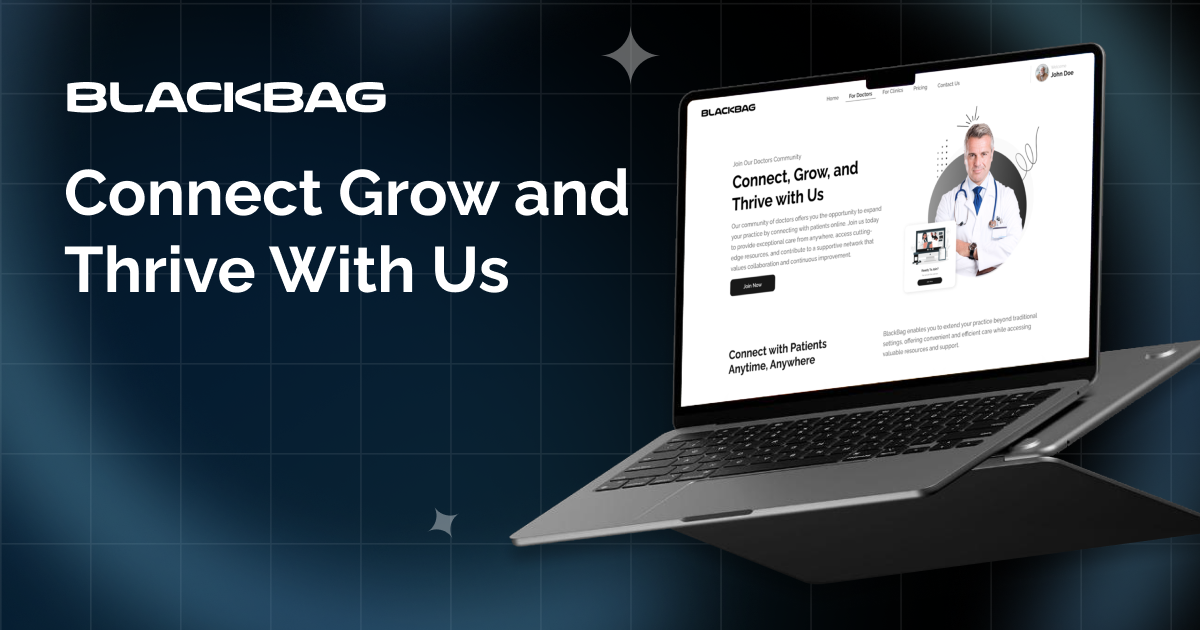 BLACKBAG
Connect Grow and
Thrive With Us
BLACKBAG
Home
For Doctors
For Clinics
Pricing
Contact Us
John Doe
Join Our Doctors Community
Connect, Grow, and
Thrive with Us
Our community of doctors offers you the opportunity to expand
your practice by connecting with patients online. Join us today
to provide exceptional care from anywhere, access cutting-
edge resources, and contribute to a supportive network that
values collaboration and continuous improvement.
Join Now
Connect with Patients
Anytime, Anywhere
BlackBag enables you to extend your practice beyond traditional
settings, offering convenient and efficient care while accessing
valuable resources and support.